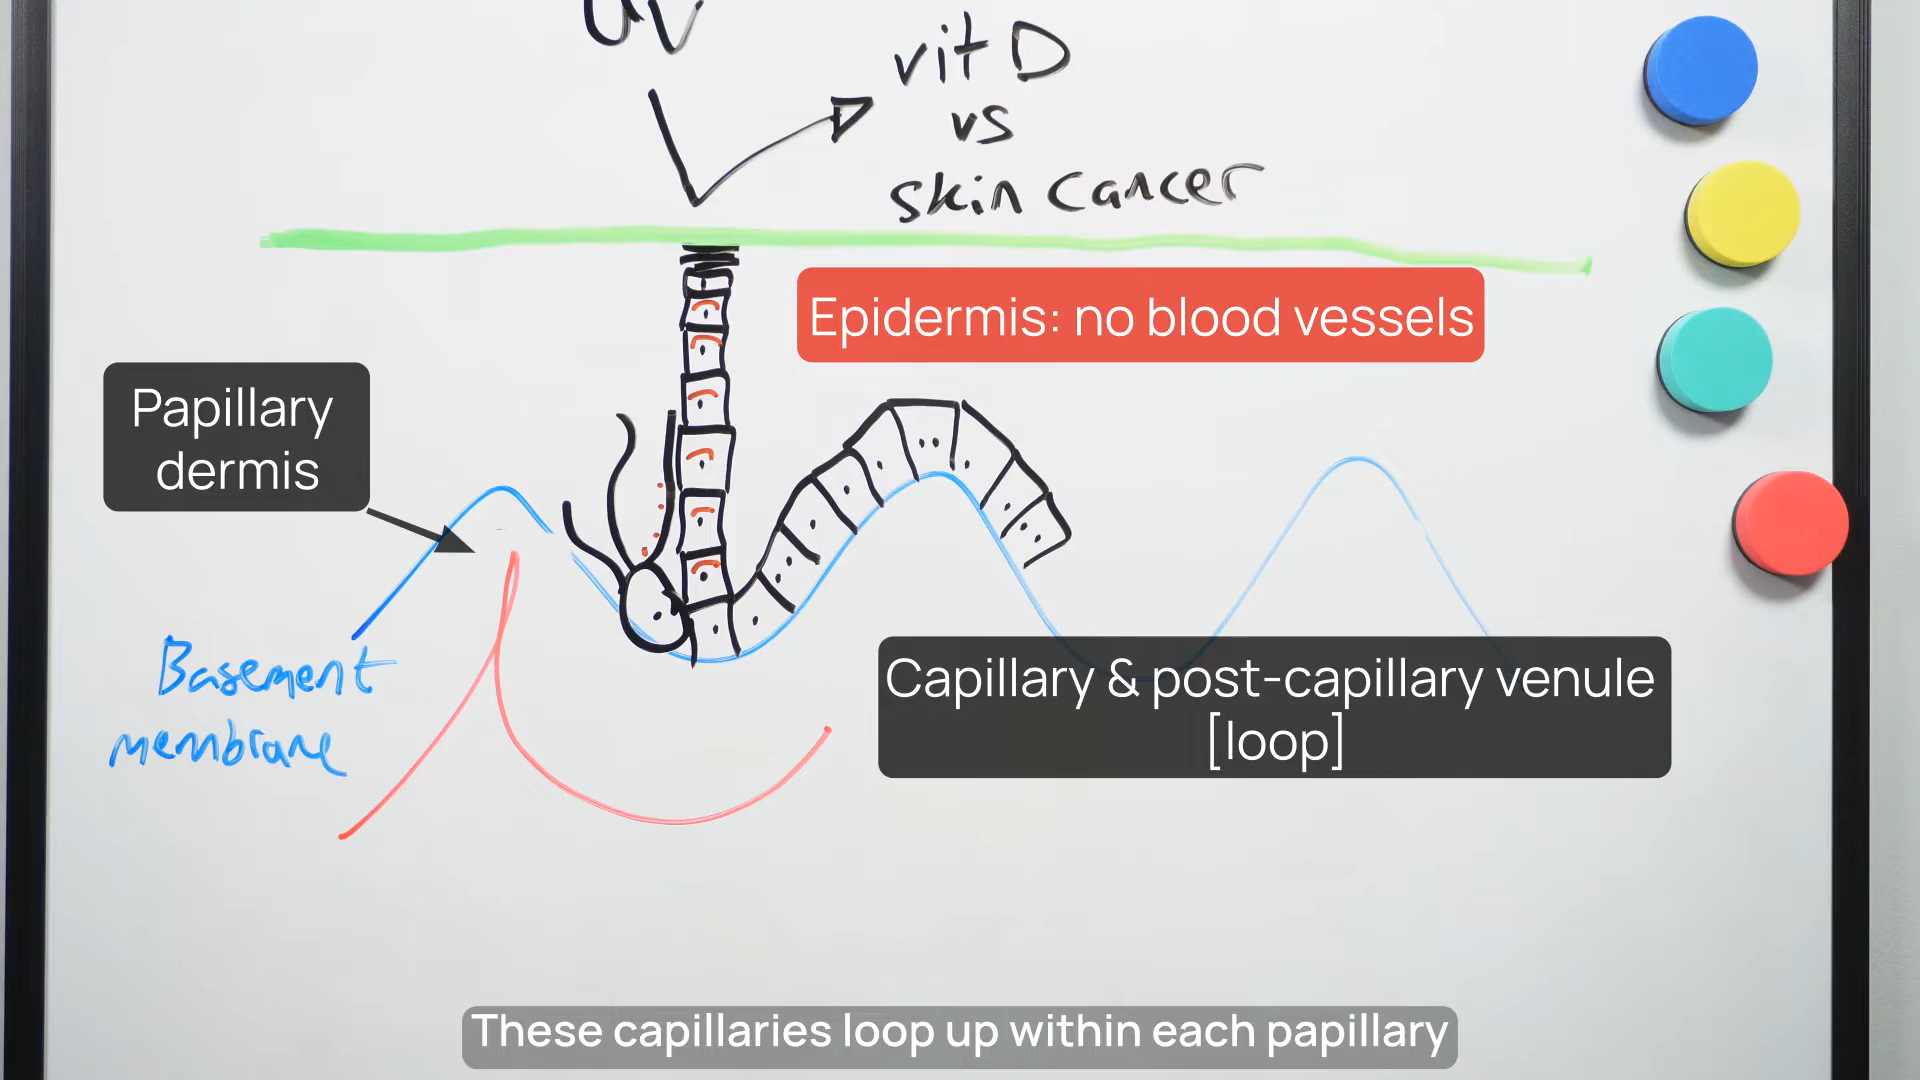 UV
vit D
vs
skin cancer
Epidermis: no blood vessels
Papillary
dermis
Basement
membrane
Capillary & post-capillary venule
[loop]
These capillaries loop up within each papillary